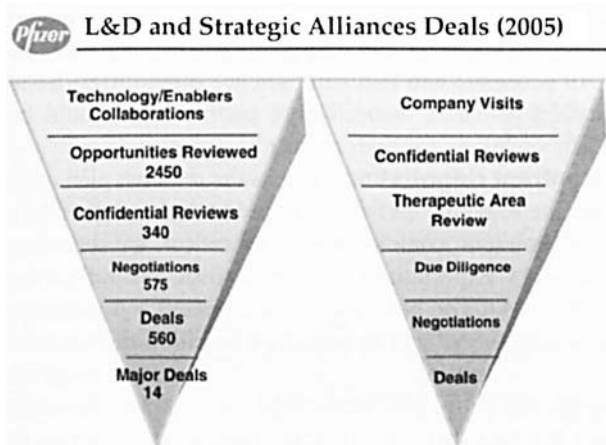 Pfizer
L&D and Strategic Alliances Deals (2005)
Technology/Enablers
Collaborations
Opportunities Reviewed
2450
Confidential Reviews
340
Negotiations
575
Deals
560
Major Deals
14
Company Visits
Confidential Reviews
Therapeutic Area
Review
Due Diligence
Negotiations
Deals